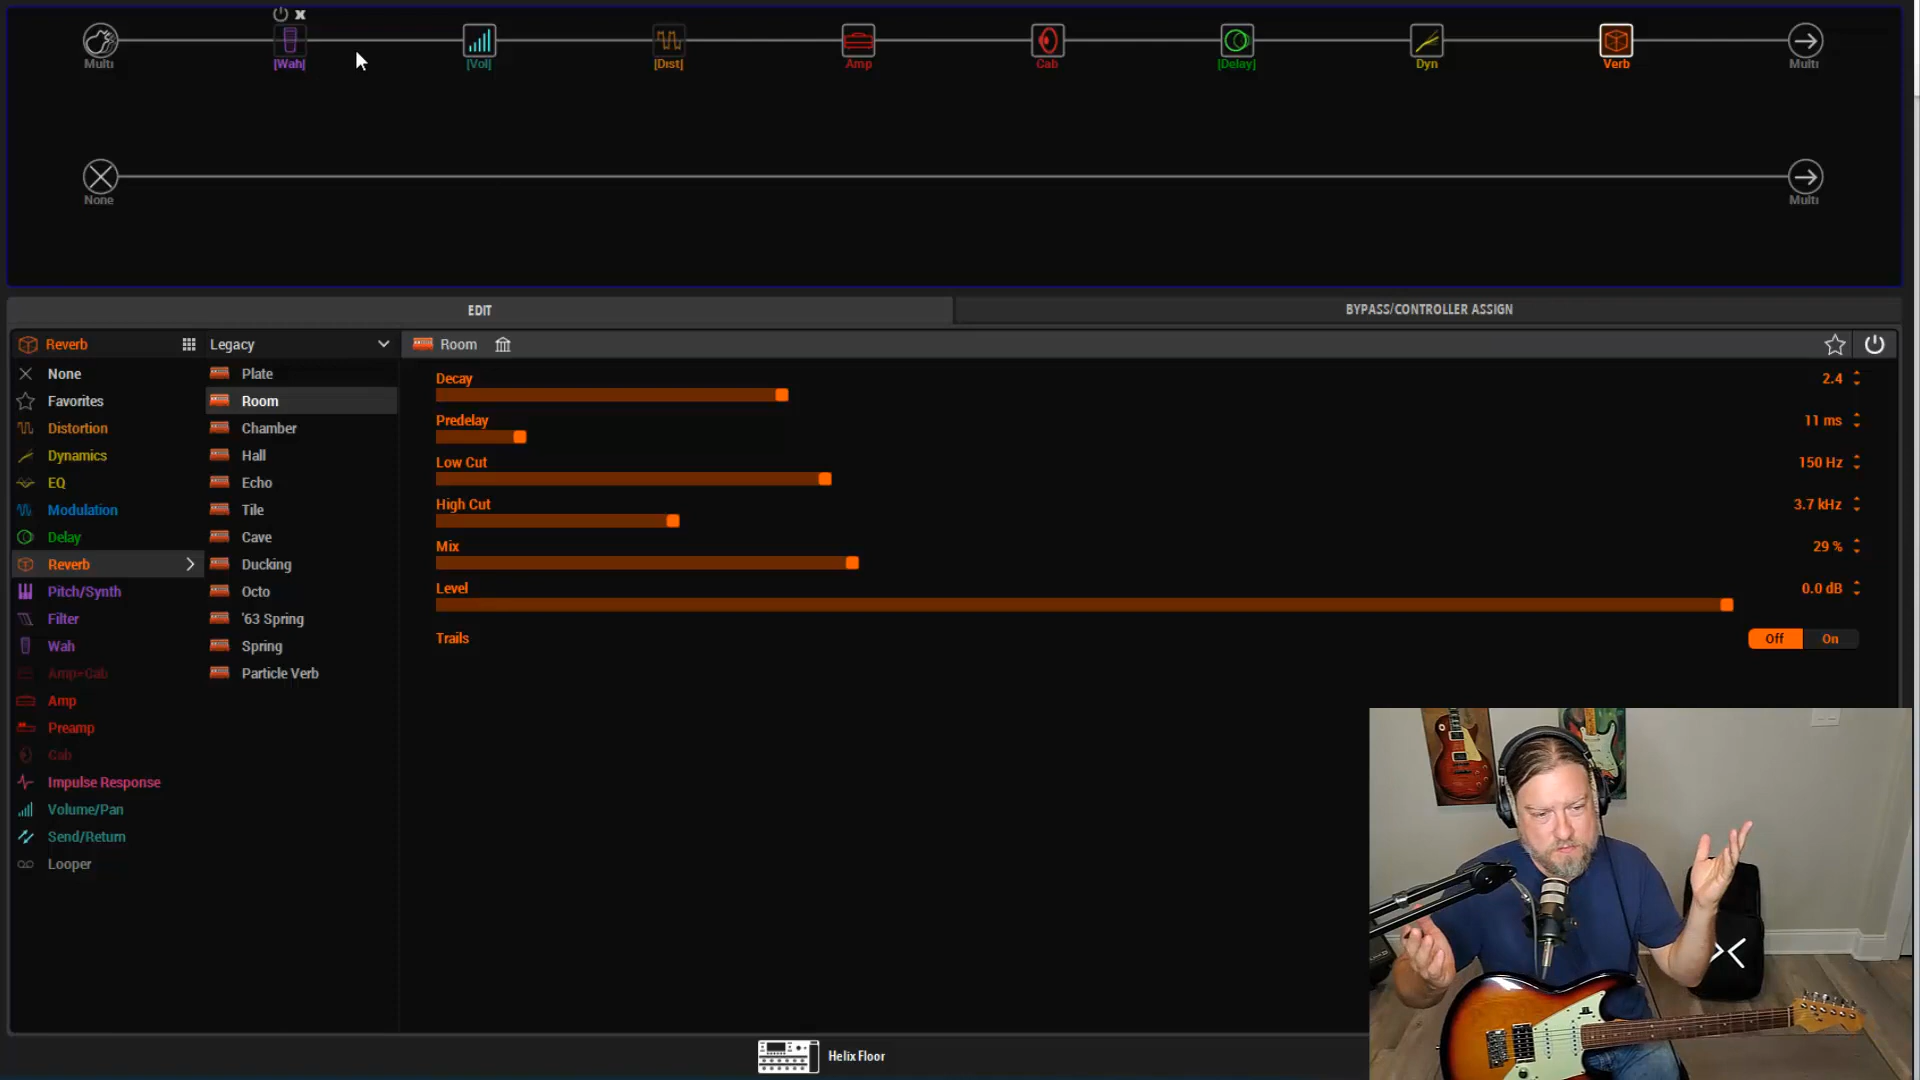 X
Multi
|Wah|
|Vol|
|Dist|
Amp
Cab
|Delay|
Dyn
Verb
Multi
None
Multi
EDIT
BYPASS/CONTROLLER ASSIGN
Reverb
Legacy
Room
None
Plate
Favorites
Room
Distortion
Chamber
Dynamics
Hall
EQ
Echo
Modulation
Tile
Delay
Cave
Reverb
Ducking
Pitch/Synth
Octo
Filter
'63 Spring
Wah
Spring
Amp+Cab
Particle Verb
Amp
Preamp
Cab
Impulse Response
Volume/Pan
Send/Return
Looper
Decay
2.4
Predelay
11 ms
Low Cut
150 Hz
High Cut
3.7 kHz
Mix
29 %
Level
0.0 dB
Trails
Off
On
Helix Floor